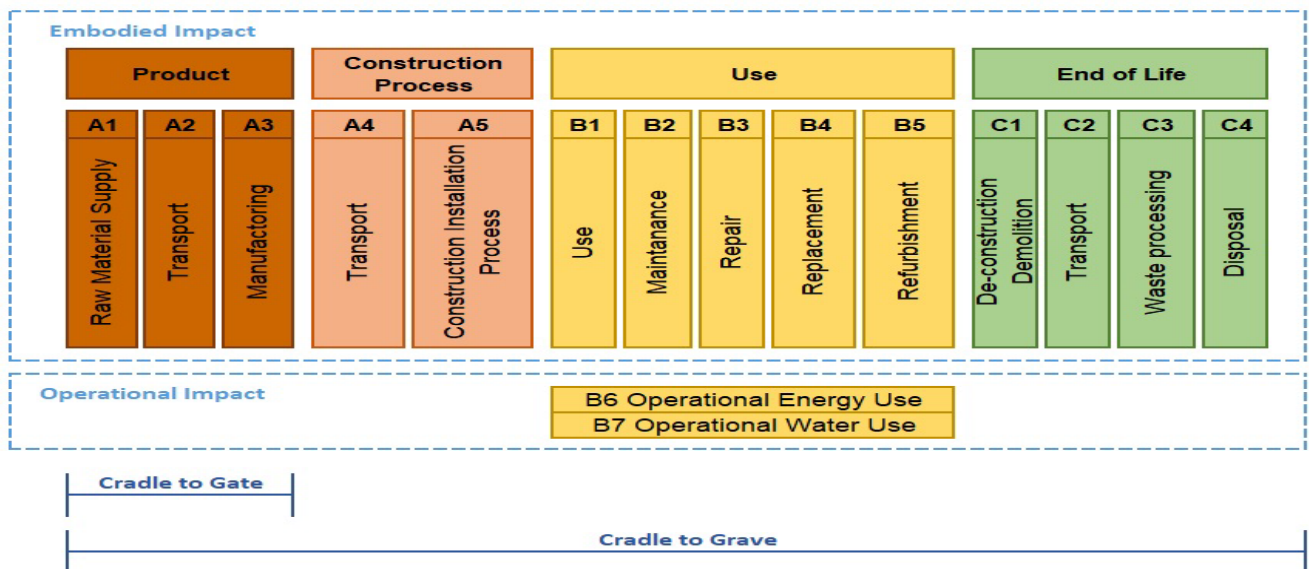 Embodied Impact
Product
Construction
Process
Use
End of Life
A1
A2
A3
A4
A5
B1
B2
B3
B4
B5
C1
C2
C3
C4
Raw Material Supply
Transport
Manufactoring
Transport
Construction Installation
Process
Use
Maintanance
Repair
Replacement
Refurbishment
De-construction
Demolition
Transport
Waste processing
Disposal
Operational Impact
B6 Operational Energy Use
B7 Operational Water Use
Cradle to Gate
Cradle to Grave